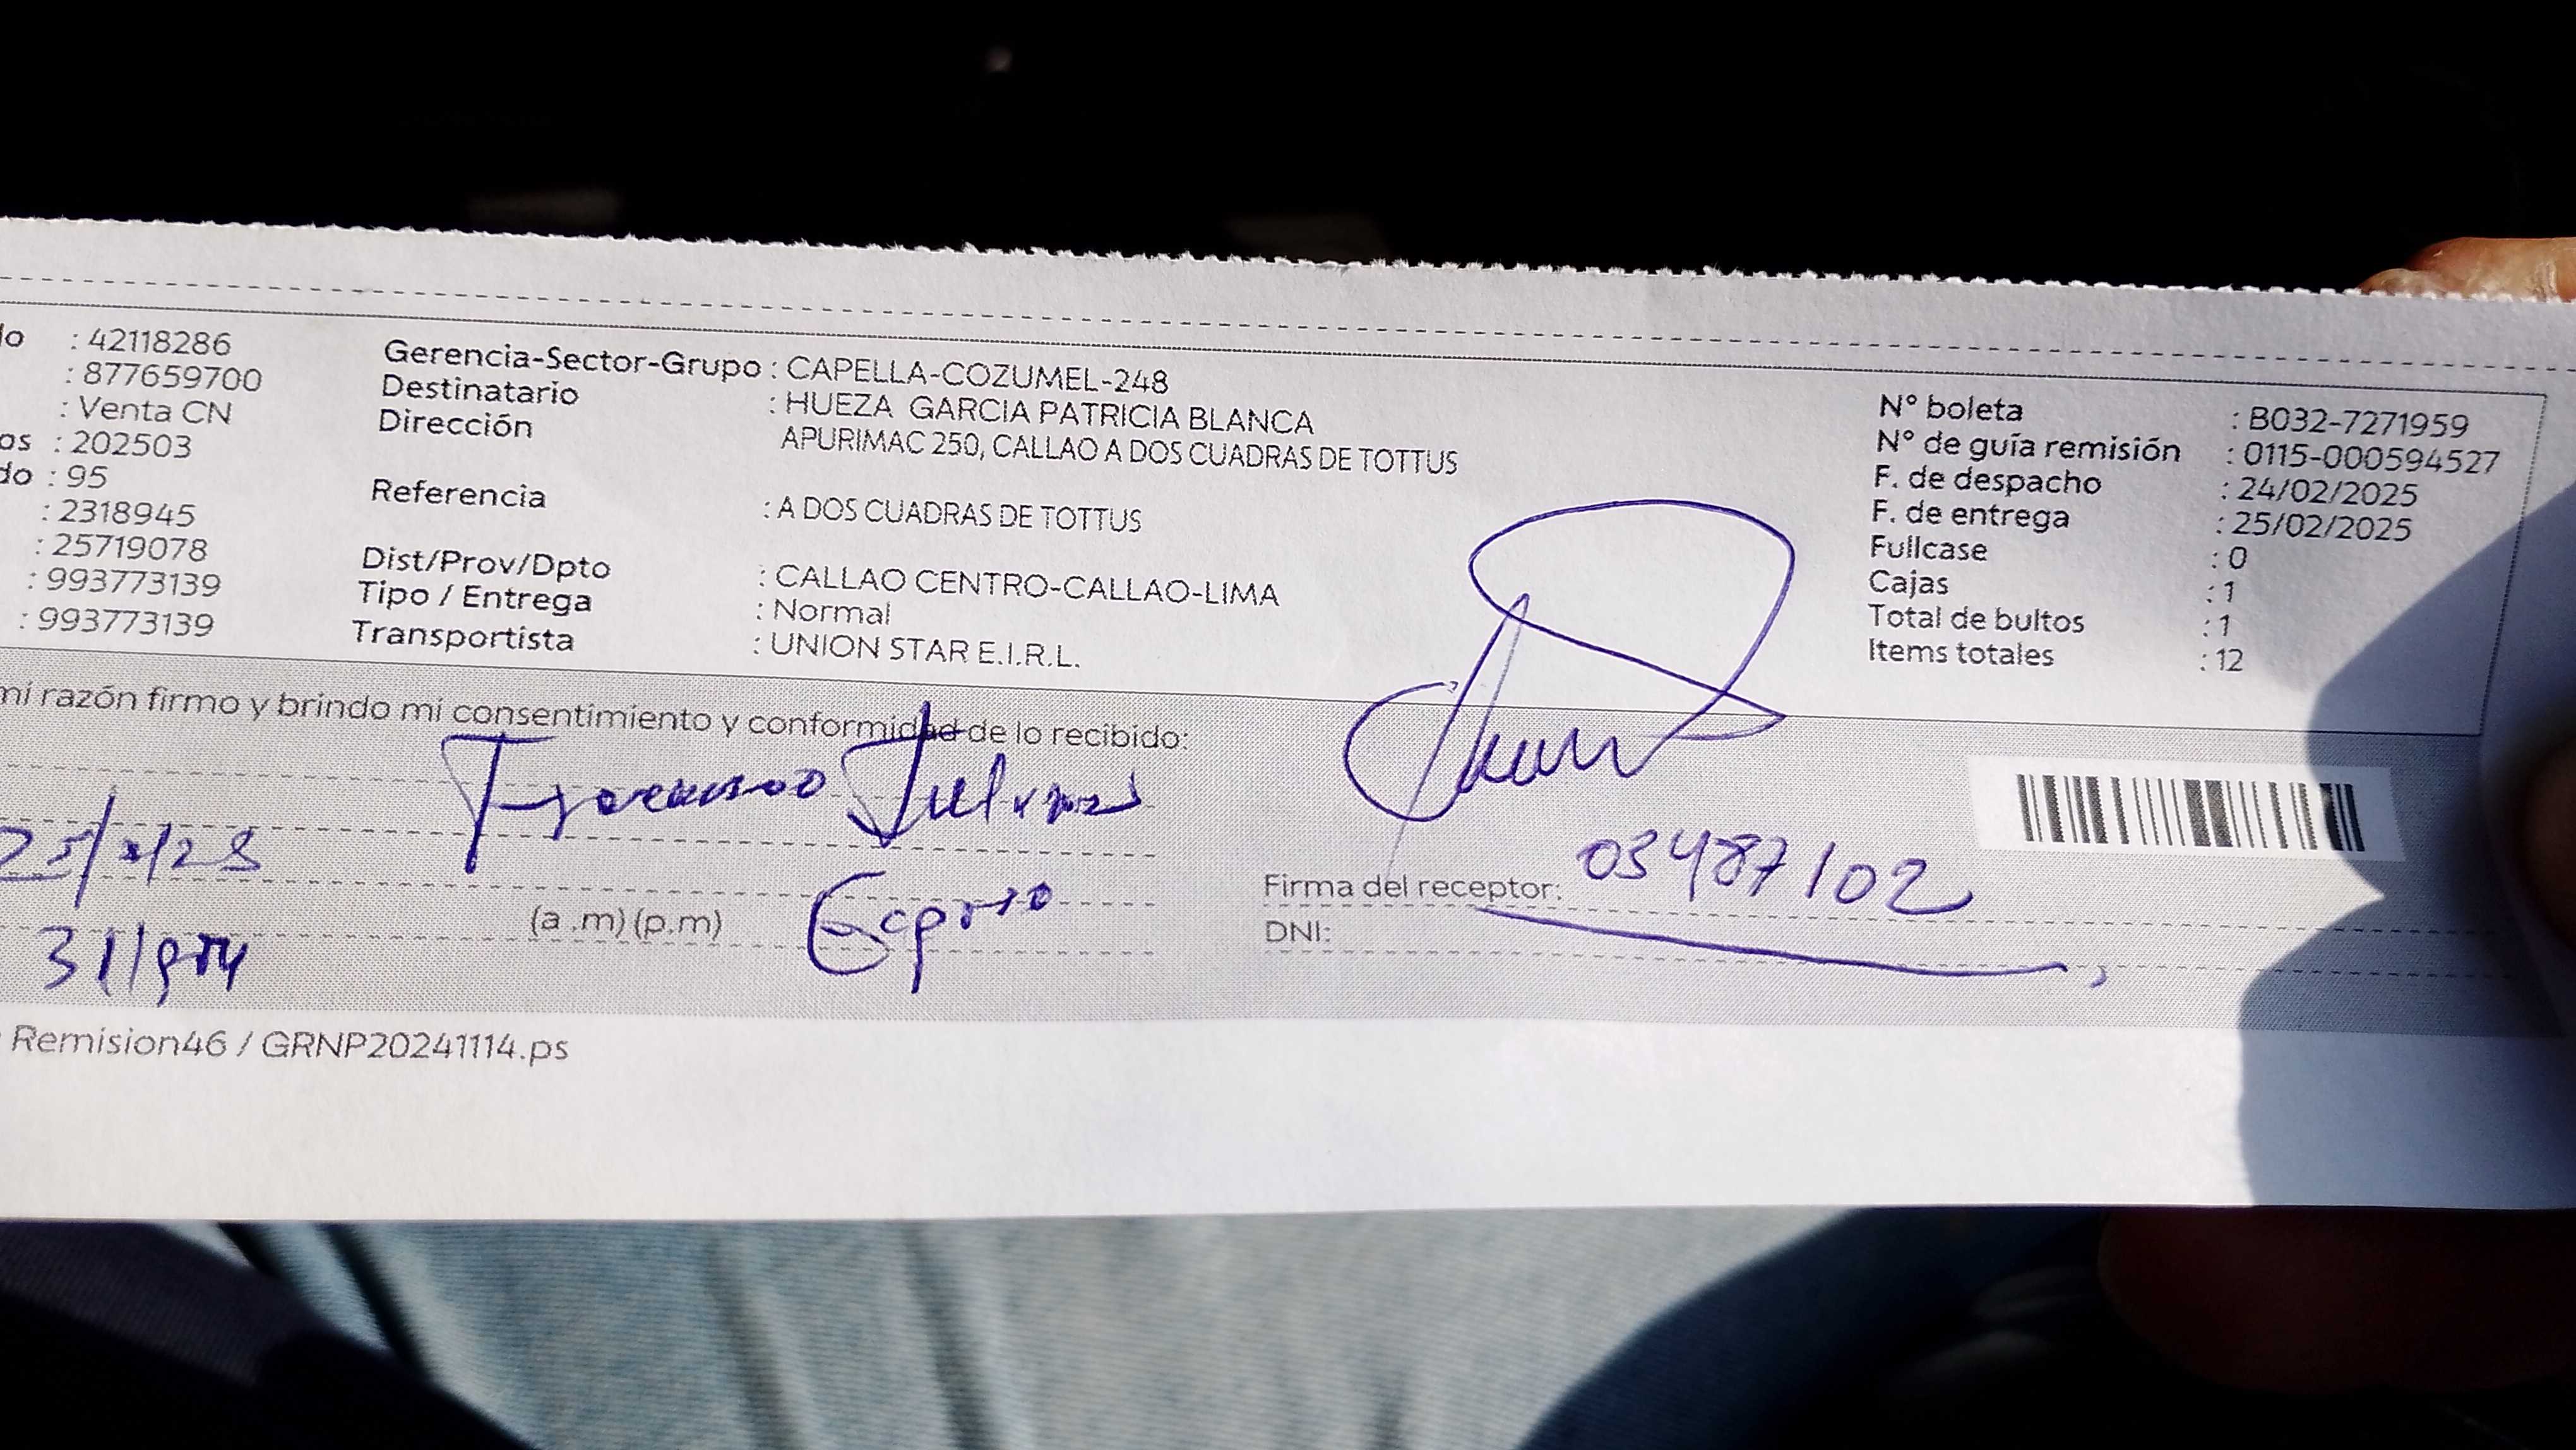 do : 42118286
: 877659700
: Venta CN
os : 202503
do : 95
: 2318945
: 25719078
: 993773139
: 993773139
Gerencia-Sector-Grupo : CAPELLA-COZUMEL-248
Destinatario : HUEZA GARCIA PATRICIA BLANCA
Dirección APURIMAC 250, CALLAO A DOS CUADRAS DE TOTTUS
Referencia : A DOS CUADRAS DE TOTTUS
Dist/Prov/Dpto : CALLAO CENTRO-CALLAO-LIMA
Tipo / Entrega : Normal
Transportista : UNION STAR E.I.R.L.
N° boleta : B032-7271959
N° de guía remisión : 0115-000594527
F. de despacho : 24/02/2025
F. de entrega : 25/02/2025
Fullcase : 0
Cajas : 1
Total de bultos : 1
Items totales : 12
mi razón firmo y brindo mi consentimiento y conformidad de lo recibido:
(a .m) (p.m)
Firma del receptor: 03487102
DNI:
Remision46 / GRNP20241114.ps